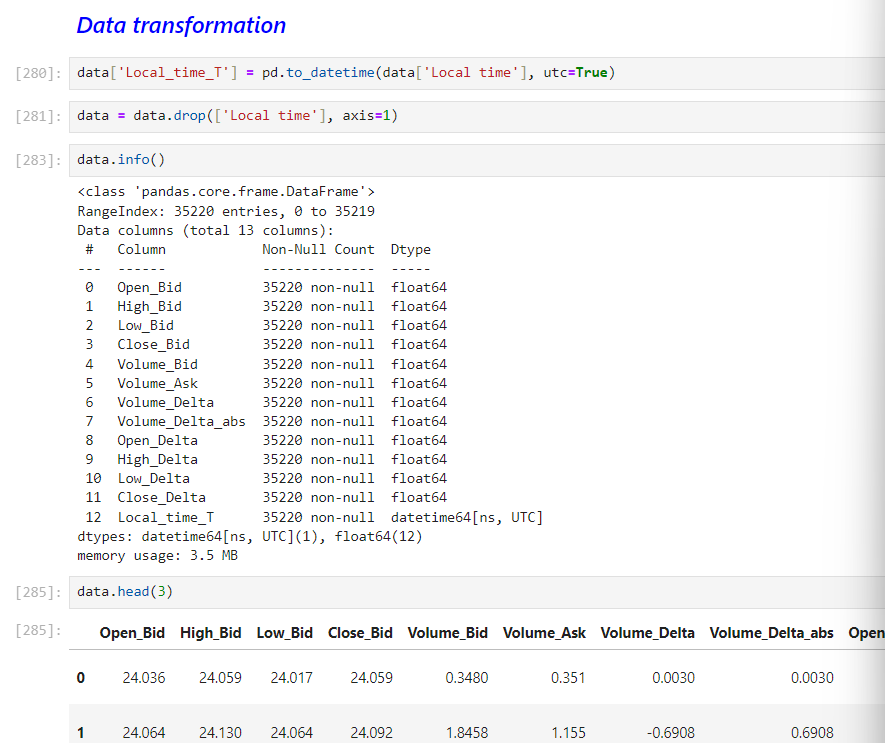 Data transformation
[280]: data['Local_time_T'] = pd.to_datetime(data['Local time'], utc=True)
[281]: data = data.drop(['Local time'], axis=1)
[283]: data.info()
<class 'pandas.core.frame.DataFrame'>
RangeIndex: 35220 entries, 0 to 35219
Data columns (total 13 columns):
 #   Column            Non-Null Count  Dtype
---  ------            --------------  -----
 0   Open_Bid          35220 non-null  float64
 1   High_Bid          35220 non-null  float64
 2   Low_Bid           35220 non-null  float64
 3   Close_Bid         35220 non-null  float64
 4   Volume_Bid        35220 non-null  float64
 5   Volume_Ask        35220 non-null  float64
 6   Volume_Delta      35220 non-null  float64
 7   Volume_Delta_abs  35220 non-null  float64
 8   Open_Delta        35220 non-null  float64
 9   High_Delta        35220 non-null  float64
 10  Low_Delta         35220 non-null  float64
 11  Close_Delta       35220 non-null  float64
 12  Local_time_T      35220 non-null  datetime64[ns, UTC]
dtypes: datetime64[ns, UTC](1), float64(12)
memory usage: 3.5 MB
[285]: data.head(3)
[285]: Open_Bid High_Bid Low_Bid Close_Bid Volume_Bid Volume_Ask Volume_Delta Volume_Delta_abs Open
0 24.036 24.059 24.017 24.059 0.3480 0.351 0.0030 0.0030
1 24.064 24.130 24.064 24.092 1.8458 1.155 -0.6908 0.6908